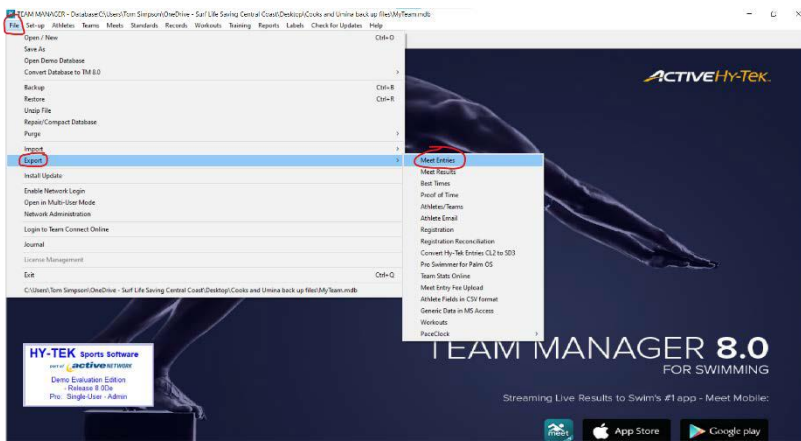 TEAM MANAGER - Database:C:\Users\Tom Simpson\OneDrive - Surf Life Saving Central Coast\Desktop\Cooks and Umina back up files\MyTeam.mdb
File Set-up Athletes Teams Meets Standards Records Workouts Training Reports Labels Check for Updates Help
Open / New Ctrl+O
Save As
Open Demo Database
Convert Database to TM 8.0
Backup Ctrl+B
Restore Ctrl+R
Unzip File
Repair/Compact Database
Purge
Import
Export
Install Update
Enable Network Login
Open in Multi-User Mode
Network Administration
Login to Team Connect Online
Journal
License Management
Exit Ctrl+Q
C:\Users\Tom Simpson\OneDrive - Surf Life Saving Central Coast\Desktop\Cooks and Umina back up files\MyTeam.mdb
Meet Entries
Meet Results
Best Times
Proof of Time
Athletes/Teams
Athlete Email
Registration
Registration Reconciliation
Convert Hy-Tek Entries CL2 to SD3
Pro Swimmer for Palm OS
Team Stats Online
Meet Entry Fee Upload
Athlete Fields in CSV format
Generic Data in MS Access
Workouts
PaceClock
ACTIVE HY-TEK
HY-TEK Sports Software
part of active NETWORK
Demo Evaluation Edition
- Release 8.0De
Pro: Single-User - Admin
TEAM MANAGER 8.0
FOR SWIMMING
Streaming Live Results to Swim's #1 app - Meet Mobile:
meet
App Store
Google play